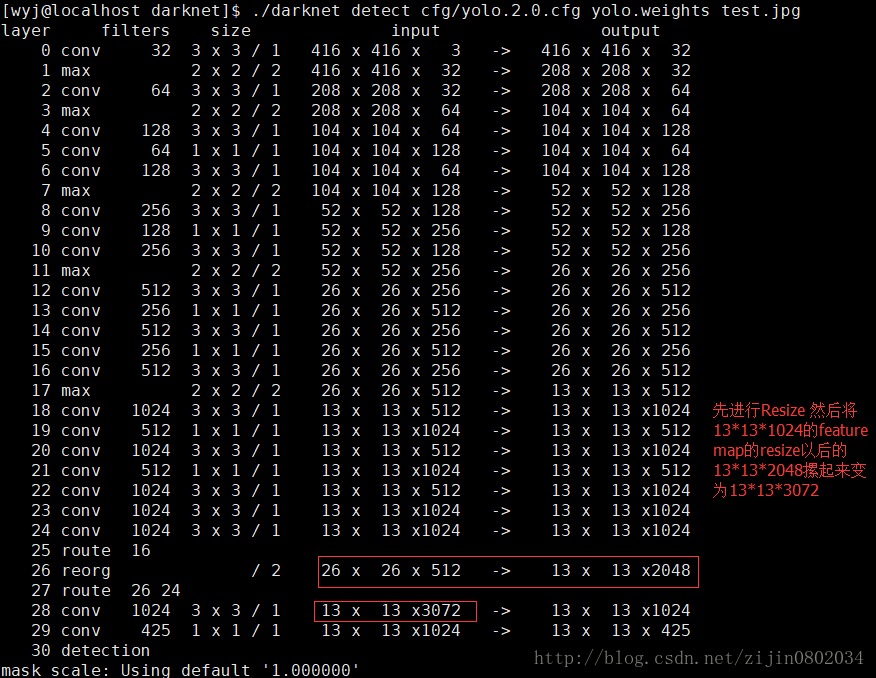 [wyj@localhost darknet]$ ./darknet detect cfg/yolo.2.0.cfg yolo.weights test.jpg
layer     filters    size              input                output
    0 conv     32  3 x 3 / 1   416 x 416 x   3   ->   416 x 416 x  32
    1 max          2 x 2 / 2   416 x 416 x  32   ->   208 x 208 x  32
    2 conv     64  3 x 3 / 1   208 x 208 x  32   ->   208 x 208 x  64
    3 max          2 x 2 / 2   208 x 208 x  64   ->   104 x 104 x  64
    4 conv    128  3 x 3 / 1   104 x 104 x  64   ->   104 x 104 x 128
    5 conv     64  1 x 1 / 1   104 x 104 x 128   ->   104 x 104 x  64
    6 conv    128  3 x 3 / 1   104 x 104 x  64   ->   104 x 104 x 128
    7 max          2 x 2 / 2   104 x 104 x 128   ->    52 x  52 x 128
    8 conv    256  3 x 3 / 1    52 x  52 x 128   ->    52 x  52 x 256
    9 conv    128  1 x 1 / 1    52 x  52 x 256   ->    52 x  52 x 128
   10 conv    256  3 x 3 / 1    52 x  52 x 128   ->    52 x  52 x 256
   11 max          2 x 2 / 2    52 x  52 x 256   ->    26 x  26 x 256
   12 conv    512  3 x 3 / 1    26 x  26 x 256   ->    26 x  26 x 512
   13 conv    256  1 x 1 / 1    26 x  26 x 512   ->    26 x  26 x 256
   14 conv    512  3 x 3 / 1    26 x  26 x 256   ->    26 x  26 x 512
   15 conv    256  1 x 1 / 1    26 x  26 x 512   ->    26 x  26 x 256
   16 conv    512  3 x 3 / 1    26 x  26 x 256   ->    26 x  26 x 512
   17 max          2 x 2 / 2    26 x  26 x 512   ->    13 x  13 x 512
   18 conv   1024  3 x 3 / 1    13 x  13 x 512   ->    13 x  13 x1024
   19 conv    512  1 x 1 / 1    13 x  13 x1024   ->    13 x  13 x 512
   20 conv   1024  3 x 3 / 1    13 x  13 x 512   ->    13 x  13 x1024
   21 conv    512  1 x 1 / 1    13 x  13 x1024   ->    13 x  13 x 512
   22 conv   1024  3 x 3 / 1    13 x  13 x 512   ->    13 x  13 x1024
   23 conv   1024  3 x 3 / 1    13 x  13 x1024   ->    13 x  13 x1024
   24 conv   1024  3 x 3 / 1    13 x  13 x1024   ->    13 x  13 x1024
   25 route  16
   26 reorg              / 2    26 x  26 x 512   ->    13 x  13 x2048
   27 route  26 24
   28 conv   1024  3 x 3 / 1    13 x  13 x3072   ->    13 x  13 x1024
   29 conv    425  1 x 1 / 1    13 x  13 x1024   ->    13 x  13 x 425
   30 detection
mask_scale: Using default '1.000000'
先进行Resize 然后将
13*13*1024的feature
map的resize以后的
13*13*2048摞起来变
为13*13*3072
http://blog.csdn.net/zijin0802034